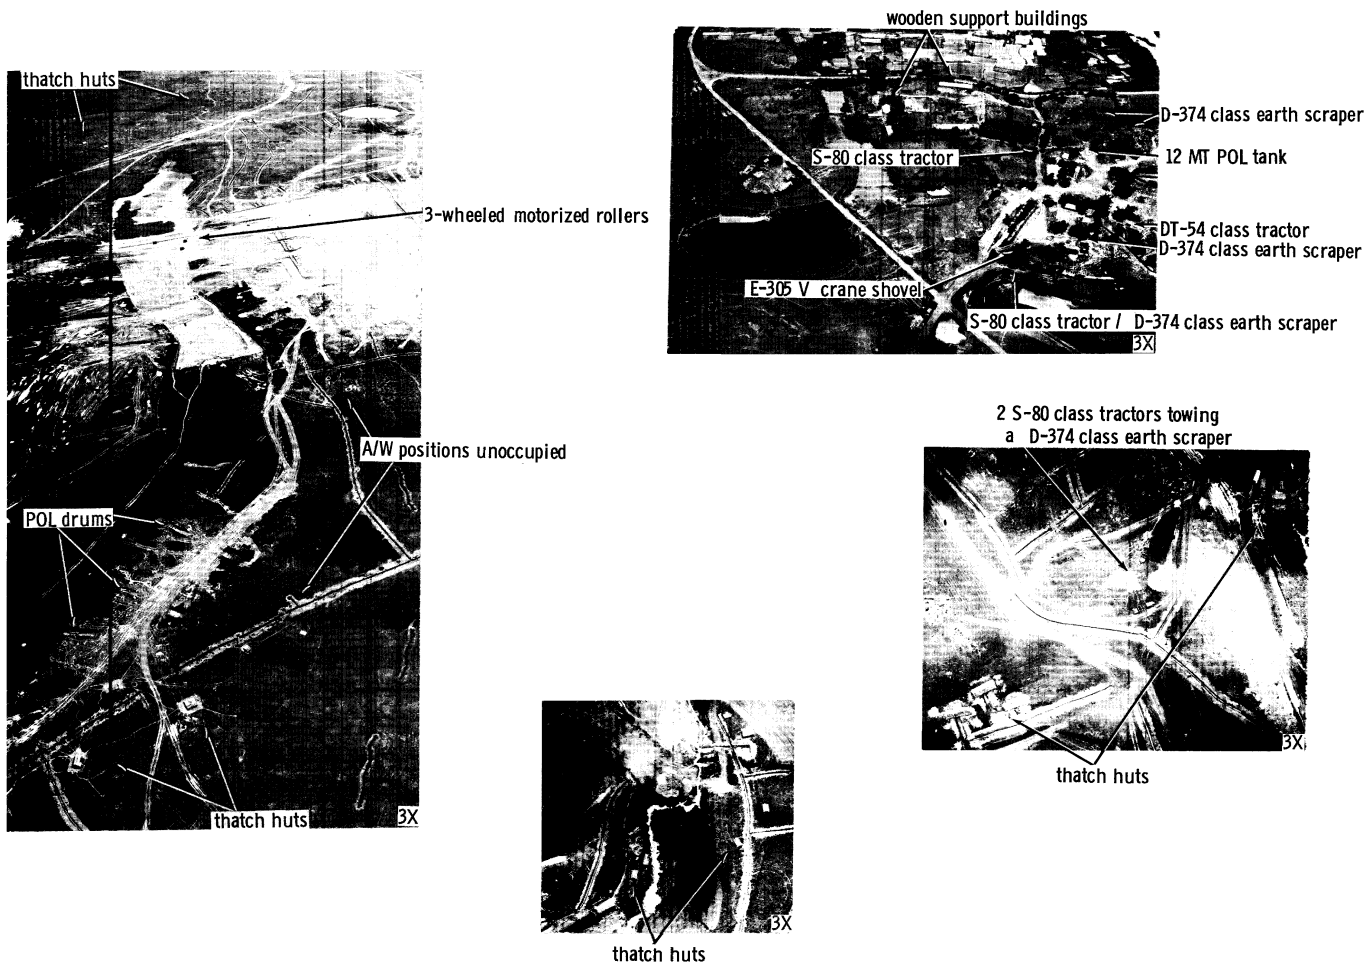 wooden support buildings
thatch huts
D-374 class earth scraper
S-80 class tractor
12 MT POL tank
3-wheeled motorized rollers
DT-54 class tractor
D-374 class earth scraper
E-305 V crane shovel
S-80 class tractor / D-374 class earth scraper
3X
2 S-80 class tractors towing
a D-374 class earth scraper
A/W positions unoccupied
POL drums
3X
thatch huts
thatch huts
3X
3X
thatch huts